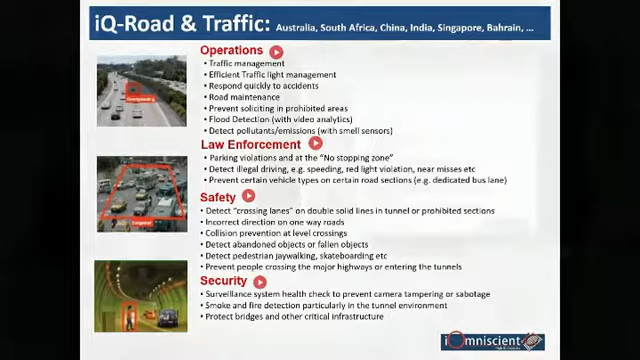 iQ-Road & Traffic: Australia, South Africa, China, India, Singapore, Bahrain, ...
Operations
• Traffic management
• Efficient Traffic light management
• Respond quickly to accidents
• Road maintenance
• Prevent soliciting in prohibited areas
• Flood Detection (with video analytics)
• Detect pollutants/emissions (with smell sensors)
Law Enforcement
• Parking violations and at the "No stopping zone"
• Detect illegal driving, e.g. speeding, red light violation, near misses etc
• Prevent certain vehicle types on certain road sections (e.g. dedicated bus lane)
Safety
• Detect "crossing lanes" on double solid lines in tunnel or prohibited sections
• Incorrect direction on one way roads
• Collision prevention at level crossings
• Detect abandoned objects or fallen objects
• Detect pedestrian jaywalking, skateboarding etc
• Prevent people crossing the major highways or entering the tunnels
Security
• Surveillance system health check to prevent camera tampering or sabotage
• Smoke and fire detection particularly in the tunnel environment
• Protect bridges and other critical infrastructure
iOmniscient